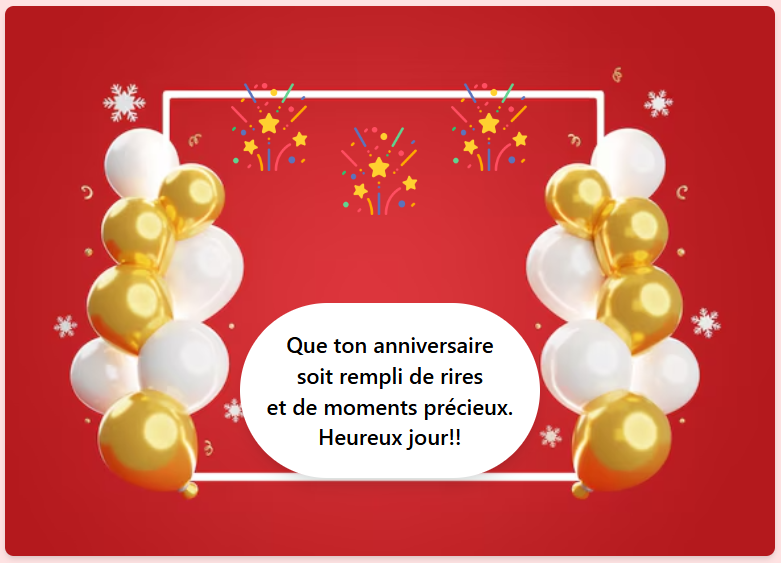 Que ton anniversaire
soit rempli de rires
et de moments précieux.
Heureux jour!!